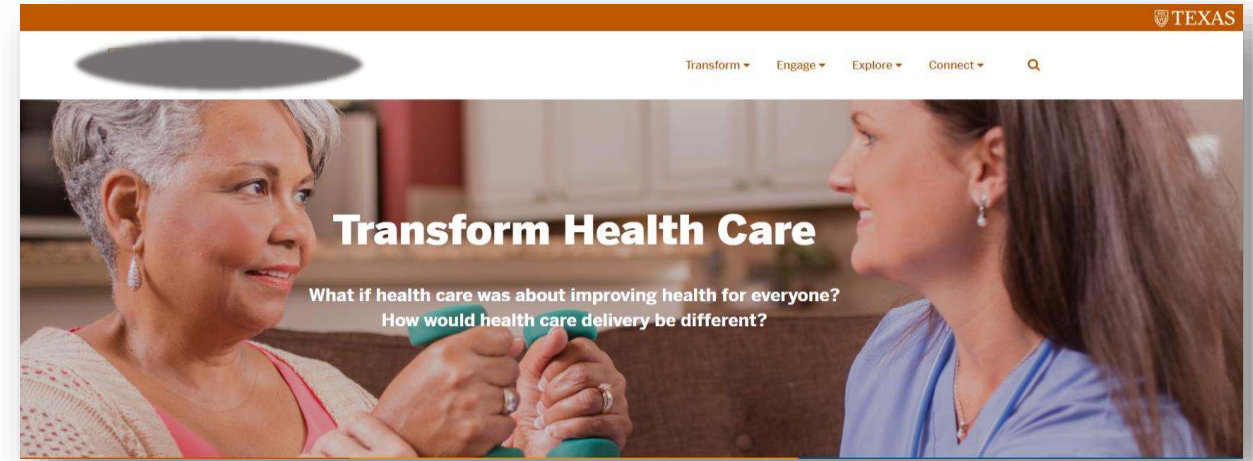 TEXAS
Transform Engage Explore Connect
Transform Health Care
What if health care was about improving health for everyone?
How would health care delivery be different?